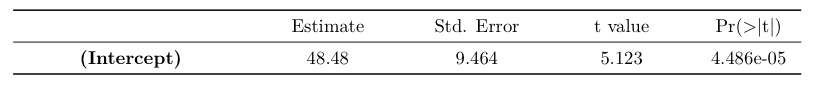 Estimate Std. Error t value Pr(>|t|)
(Intercept) 48.48 9.464 5.123 4.486e-05